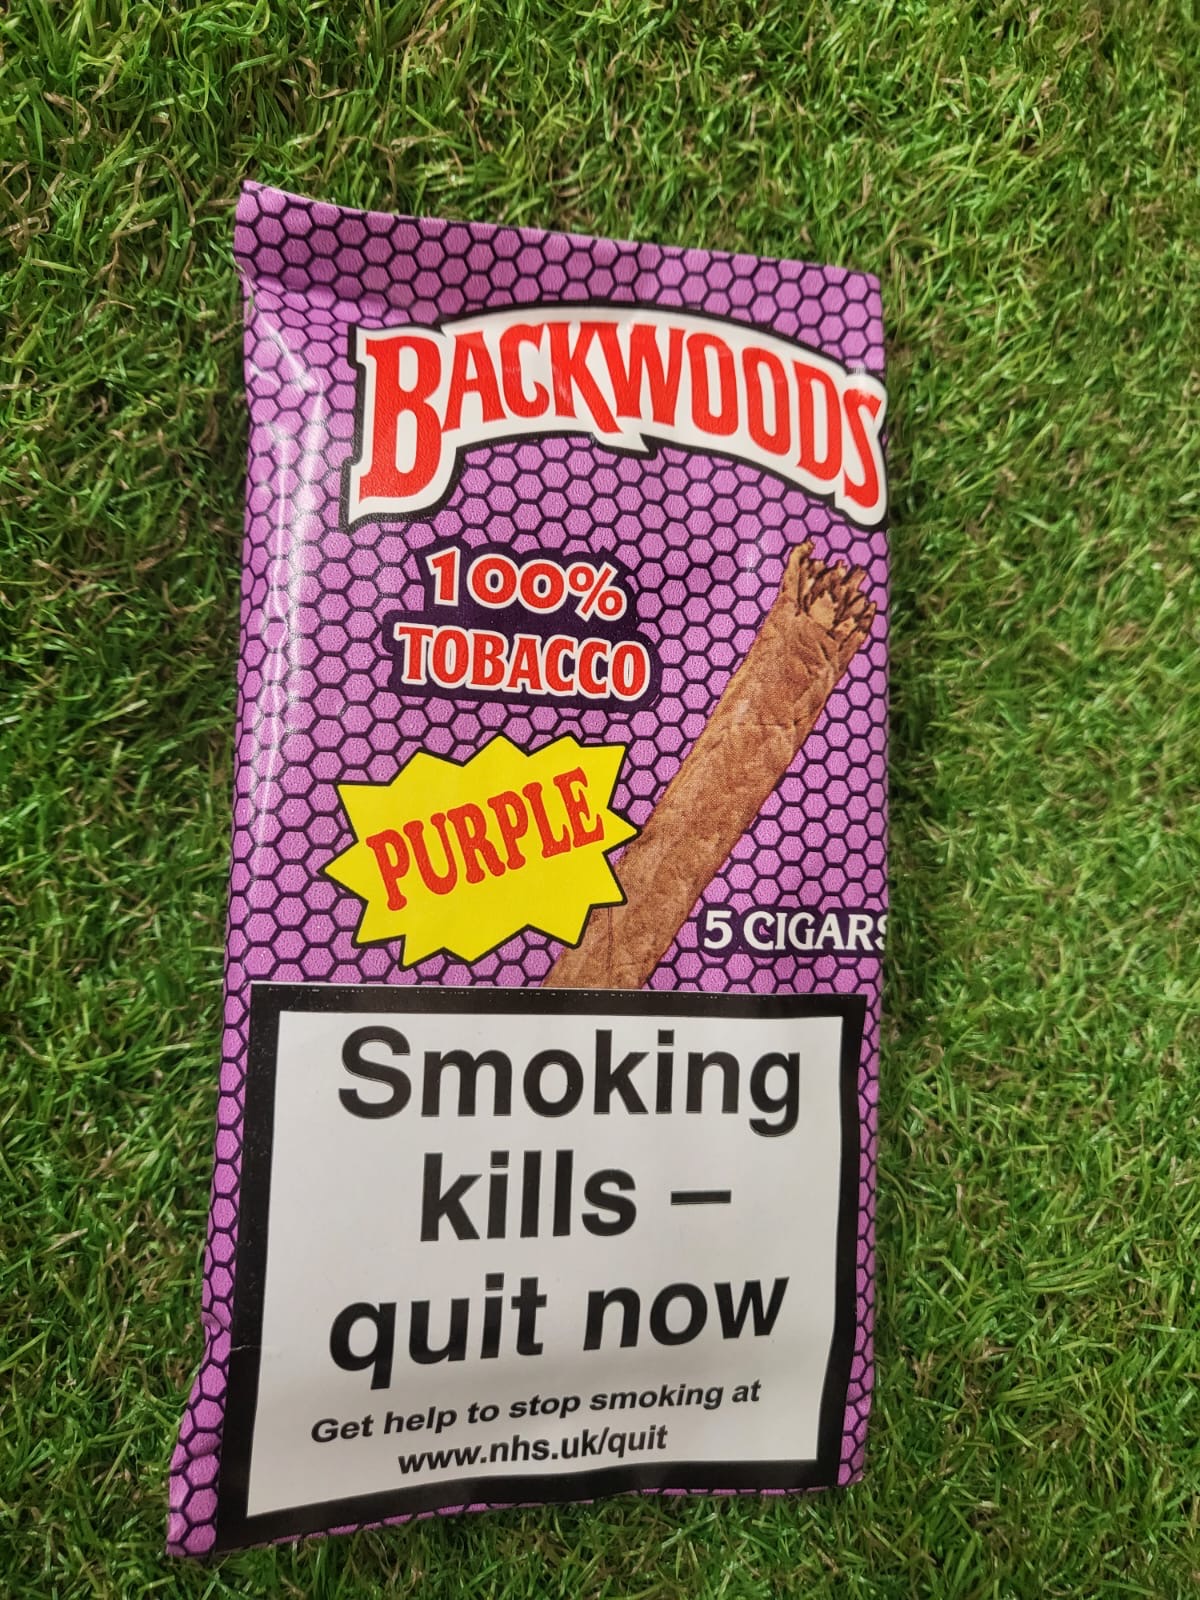 BACKWOODS
100%
TOBACCO
PURPLE
5 CIGARS
Smoking
kills –
quit now
Get help to stop smoking at
www.nhs.uk/quit